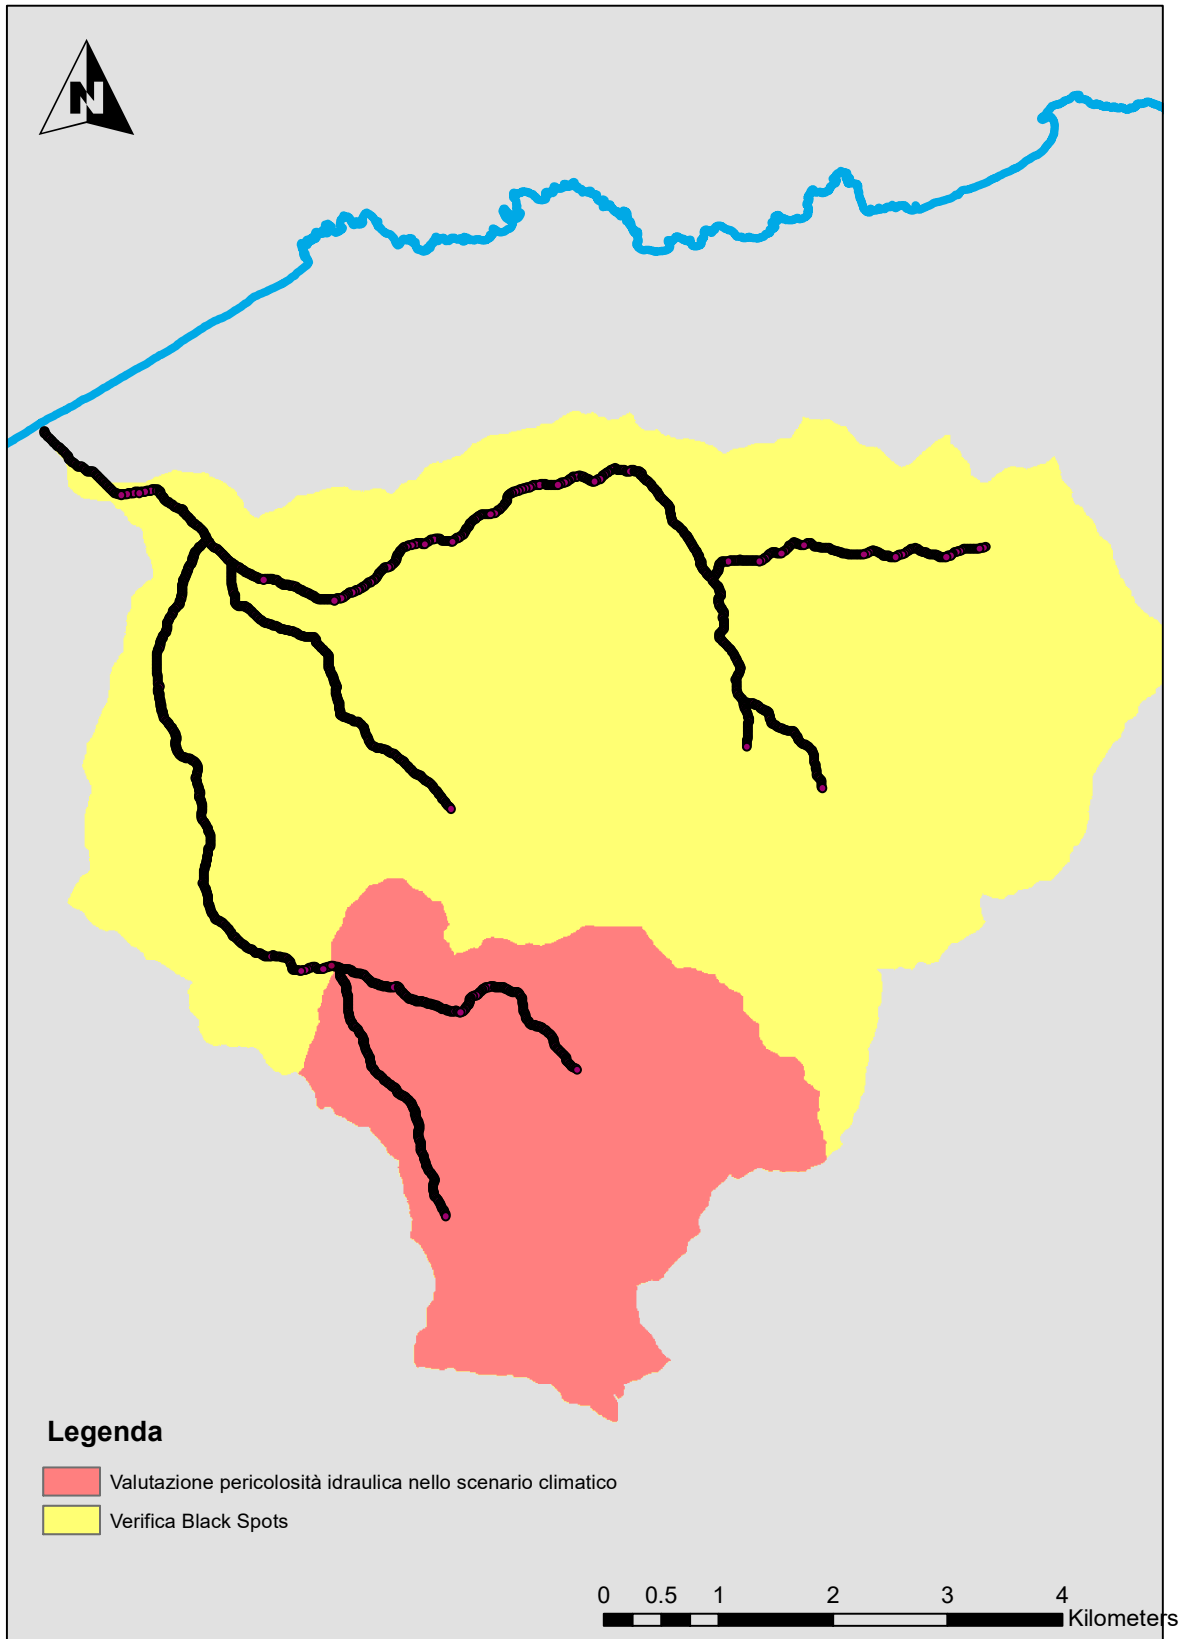 N
Legenda
Valutazione pericolosità idraulica nello scenario climatico
Verifica Black Spots
0 0.5 1 2 3 4
Kilometers